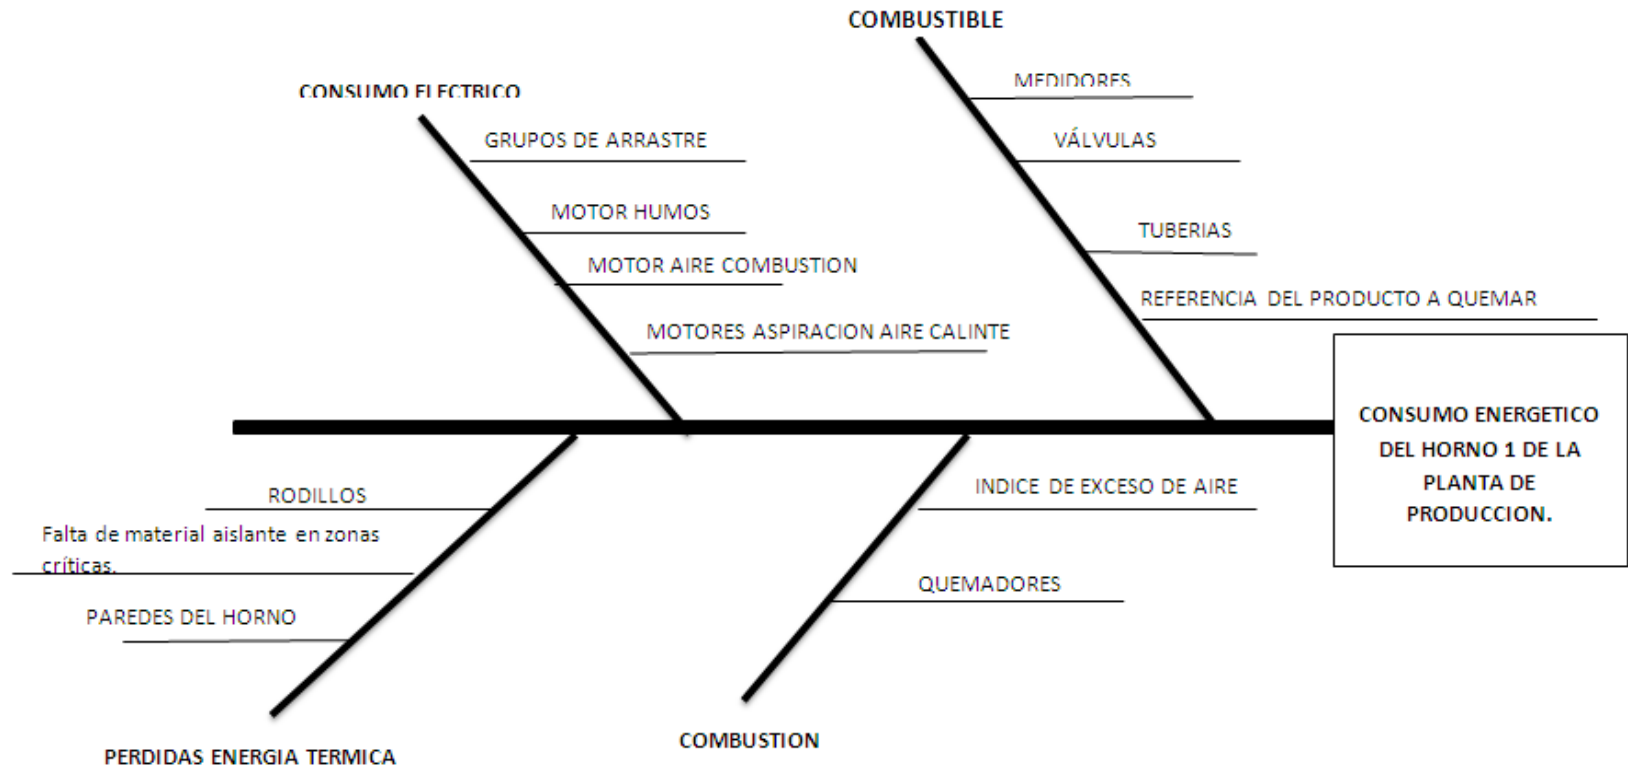 COMBUSTIBLE
CONSUMO ELECTRICO
MEDIDORES
GRUPOS DE ARRASTRE
VÁLVULAS
MOTOR HUMOS
TUBERIAS
MOTOR AIRE COMBUSTION
REFERENCIA DEL PRODUCTO A QUEMAR
MOTORES ASPIRACION AIRE CALINTE
CONSUMO ENERGETICO
DEL HORNO 1 DE LA
PLANTA DE
PRODUCCION.
RODILLOS
INDICE DE EXCESO DE AIRE
Falta de material aislante en zonas
críticas.
QUEMADORES
PAREDES DEL HORNO
COMBUSTION
PERDIDAS ENERGIA TERMICA